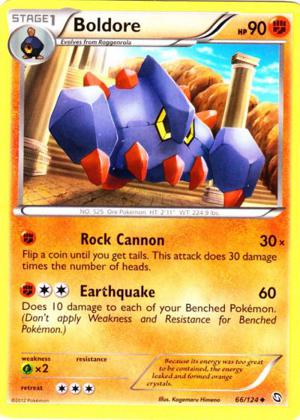 STAGE1
Boldore
HP 90
Evolves from Roggenrola
NO. 525 Ore Pokémon HT: 2'11" WT: 224.9 lbs.
Rock Cannon 30×
Flip a coin until you get tails. This attack does 30 damage
times the number of heads.
Earthquake 60
Does 10 damage to each of your Benched Pokémon.
(Don't apply Weakness and Resistance for Benched
Pokémon.)
weakness
resistance
×2
retreat
Because its energy was too great
to be contained, the energy
leaked and formed orange
crystals.
Illus. Kagemaru Himeno
©2012 Pokémon
66/124